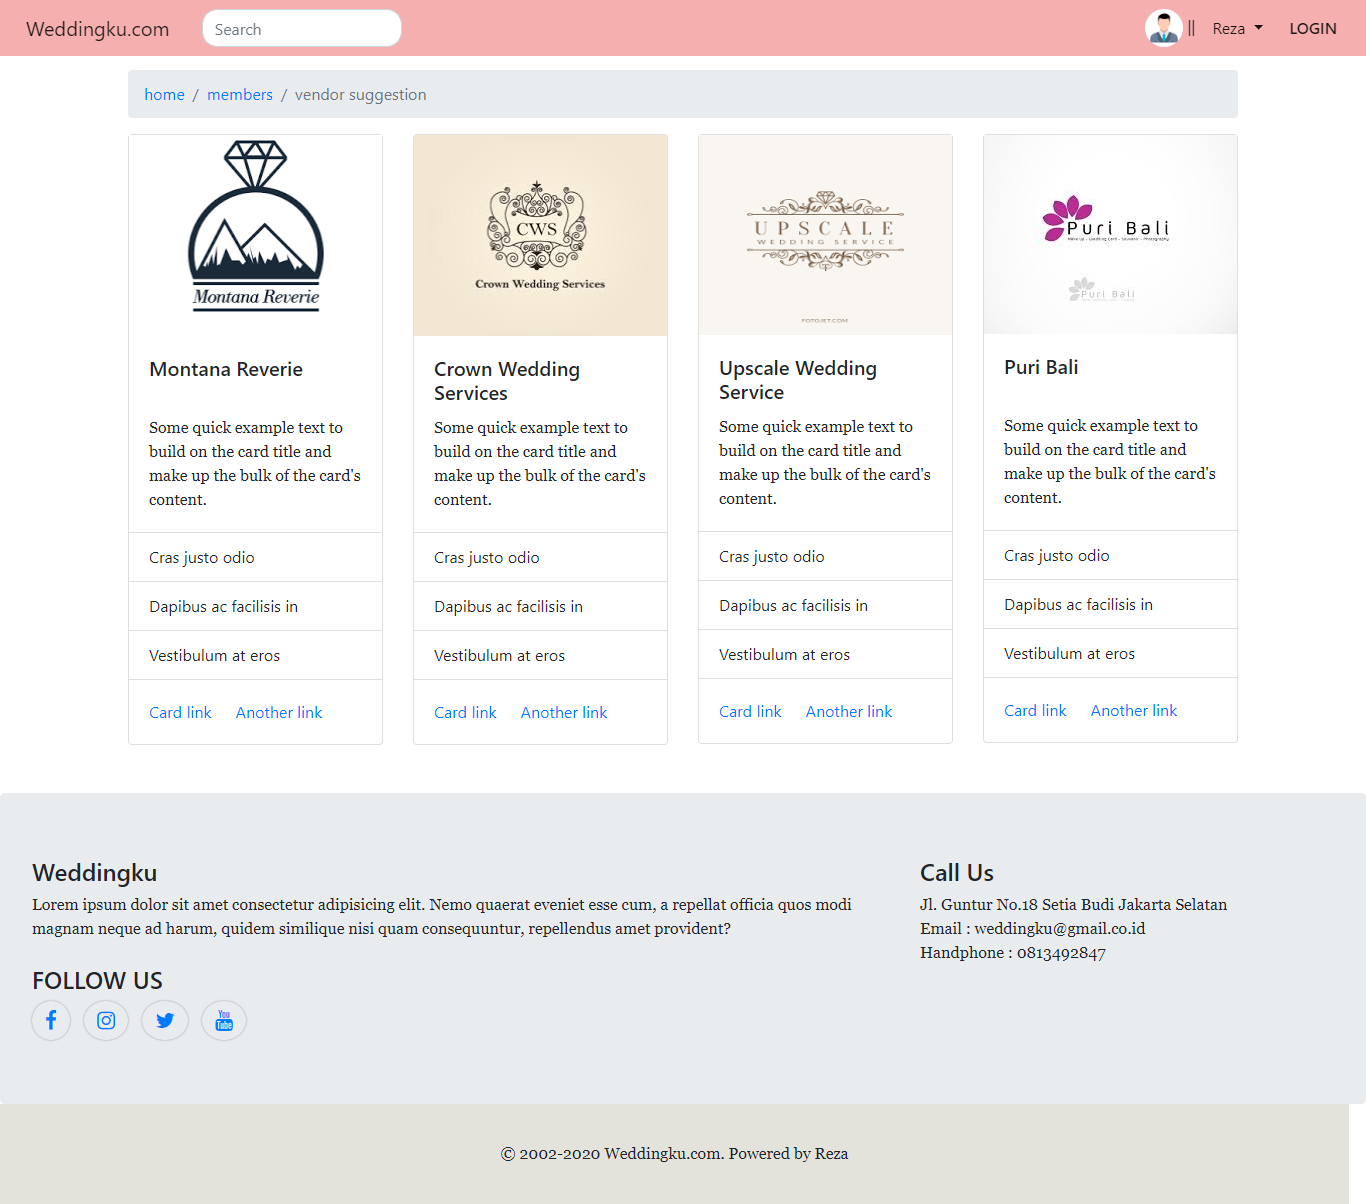 Weddingku.com
Search
||
Reza
LOGIN
home / members / vendor suggestion
Montana Reverie
Montana Reverie
Some quick example text to
build on the card title and
make up the bulk of the card's
content.
Cras justo odio
Dapibus ac facilisis in
Vestibulum at eros
Card link Another link
CWS
Crown Wedding Services
Crown Wedding
Services
Some quick example text to
build on the card title and
make up the bulk of the card's
content.
Cras justo odio
Dapibus ac facilisis in
Vestibulum at eros
Card link Another link
UPSCALE
WEDDING SERVICE
FOTOJET.COM
Upscale Wedding
Service
Some quick example text to
build on the card title and
make up the bulk of the card's
content.
Cras justo odio
Dapibus ac facilisis in
Vestibulum at eros
Card link Another link
Puri Bali
Puri Bali
Puri Bali
Some quick example text to
build on the card title and
make up the bulk of the card's
content.
Cras justo odio
Dapibus ac facilisis in
Vestibulum at eros
Card link Another link
Weddingku
Lorem ipsum dolor sit amet consectetur adipisicing elit. Nemo quaerat eveniet esse cum, a repellat officia quos modi
magnam neque ad harum, quidem similique nisi quam consequuntur, repellendus amet provident?
FOLLOW US
You
Tube
Call Us
Jl. Guntur No.18 Setia Budi Jakarta Selatan
Email : weddingku@gmail.co.id
Handphone : 0813492847
© 2002-2020 Weddingku.com. Powered by Reza